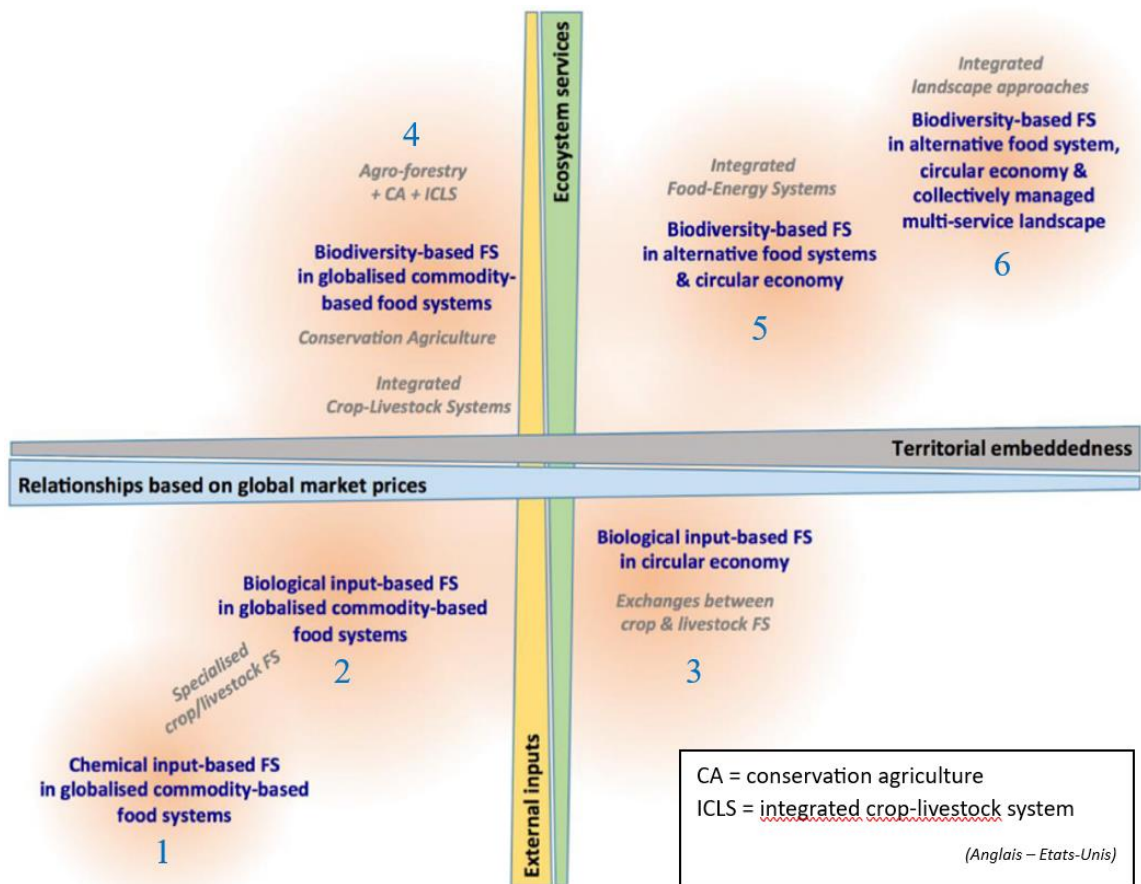 Ecosystem services
4
Agro-forestry
+ CA + ICLS
Biodiversity-based FS
in globalised commodity-
based food systems
Conservation Agriculture
Integrated
Crop-Livestock Systems
Integrated
Food-Energy Systems
Biodiversity-based FS
in alternative food systems
& circular economy
5
Integrated
landscape approaches
Biodiversity-based FS
in alternative food system,
circular economy &
collectively managed
multi-service landscape
6
Territorial embeddedness
Relationships based on global market prices
Biological input-based FS
in globalised commodity-based
food systems
2
Specialised
crop/livestock FS
Chemical input-based FS
in globalised commodity-based
food systems
1
External inputs
Biological input-based FS
in circular economy
Exchanges between
crop & livestock FS
3
CA = conservation agriculture
ICLS = integrated crop-livestock system
(Anglais – Etats-Unis)